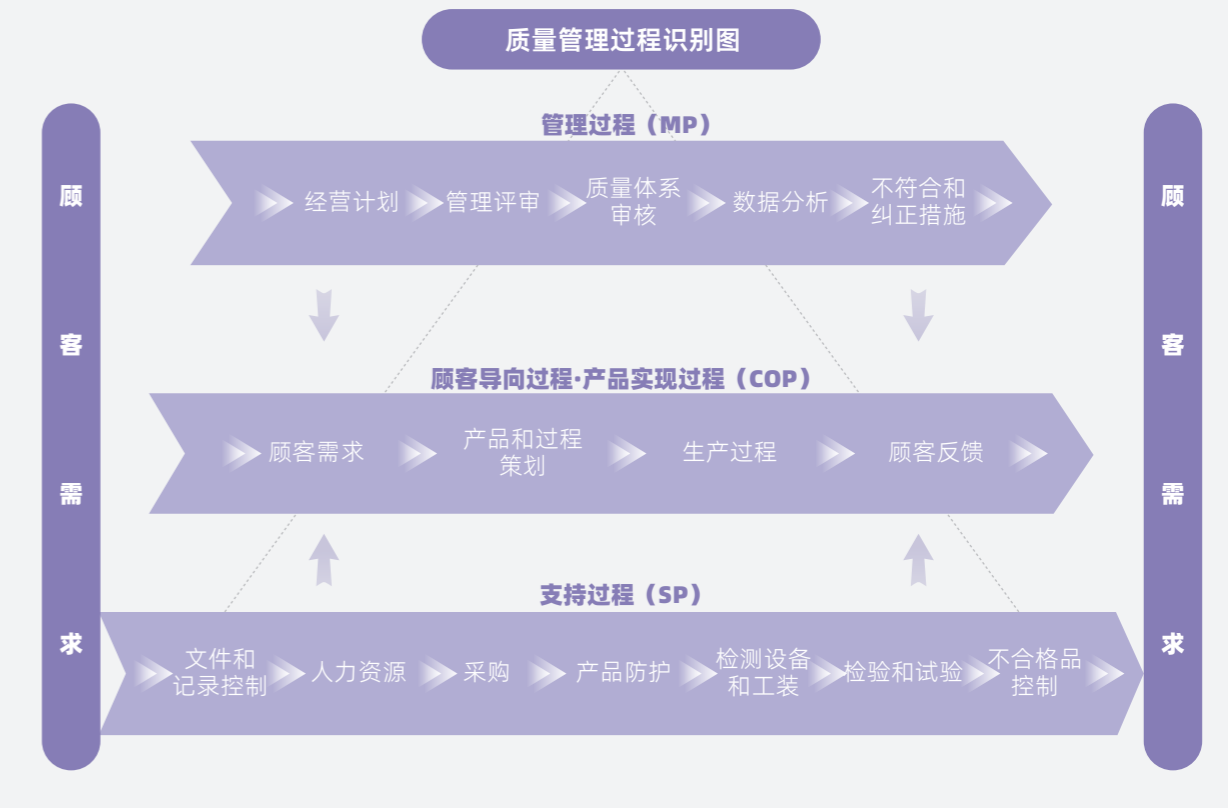 质量管理过程识别图
顾
客
需
求
管理过程（MP）
经营计划
管理评审
质量体系
审核
数据分析
不符合和
纠正措施
顾客导向过程·产品实现过程（COP）
顾客需求
产品和过程
策划
生产过程
顾客反馈
支持过程（SP）
文件和
记录控制
人力资源
采购
产品防护
检测设备
和工装
检验和试验
不合格品
控制
顾
客
需
求